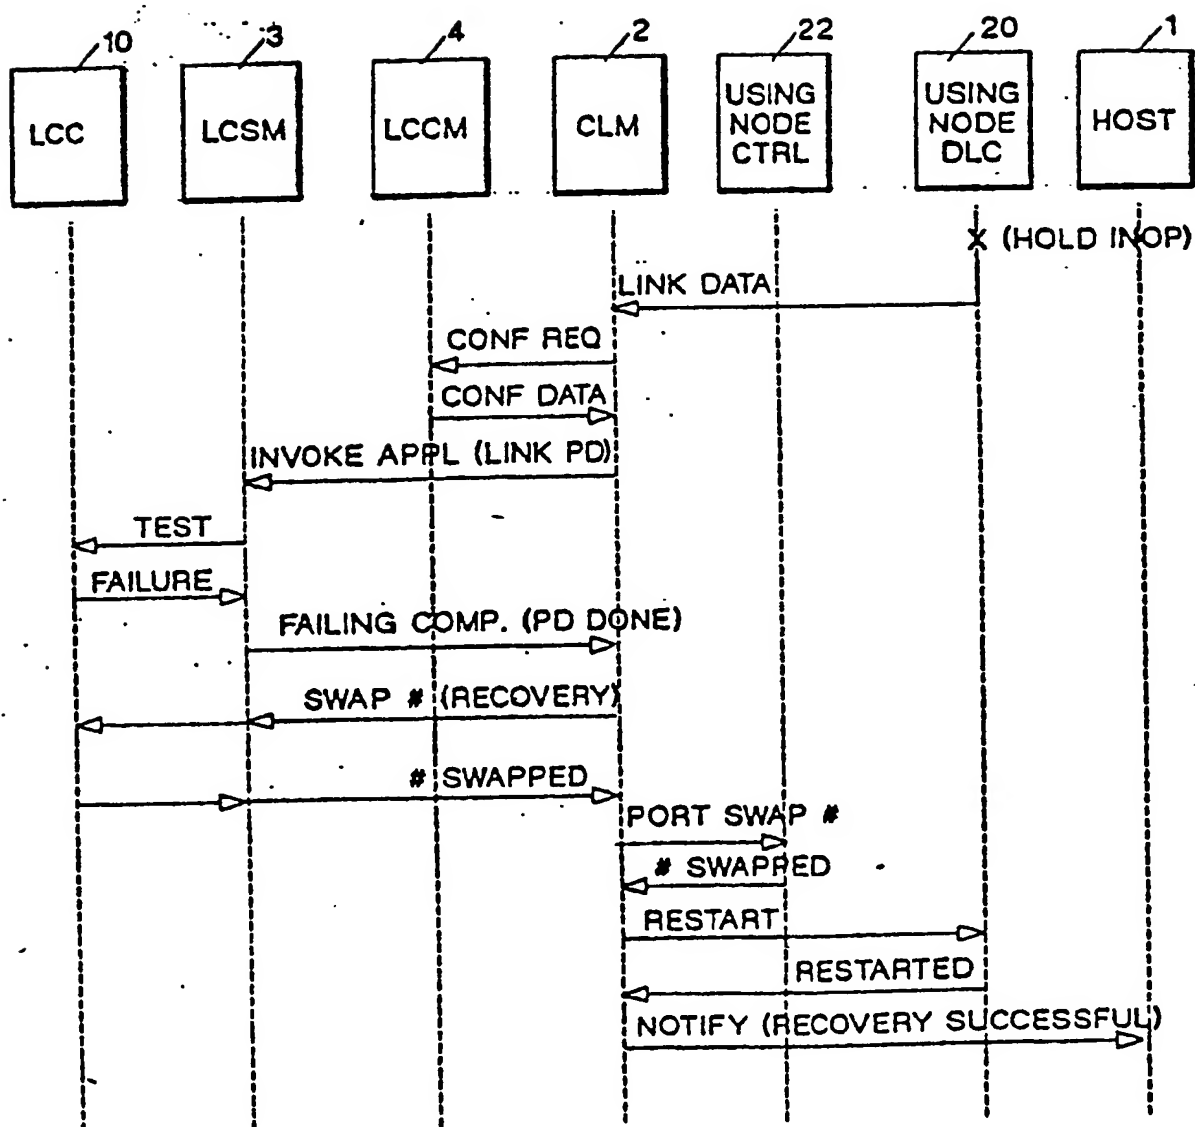 10 3 4 2 22 20 1
LCC LCSM LCCM CLM USING NODE CTRL USING NODE DLC HOST
X (HOLD INOP)
LINK DATA
CONF REQ
CONF DATA
INVOKE APPL (LINK PD)
TEST
FAILURE
FAILING COMP. (PD DONE)
SWAP # (RECOVERY)
# SWAPPED
PORT SWAP #
# SWAPPED
RESTART
RESTARTED
NOTIFY (RECOVERY SUCCESSFUL)